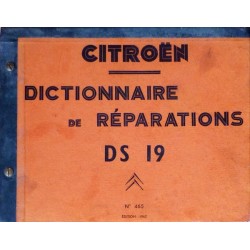 CITROËN
DICTIONNAIRE
DE RÉPARATIONS
DS 19